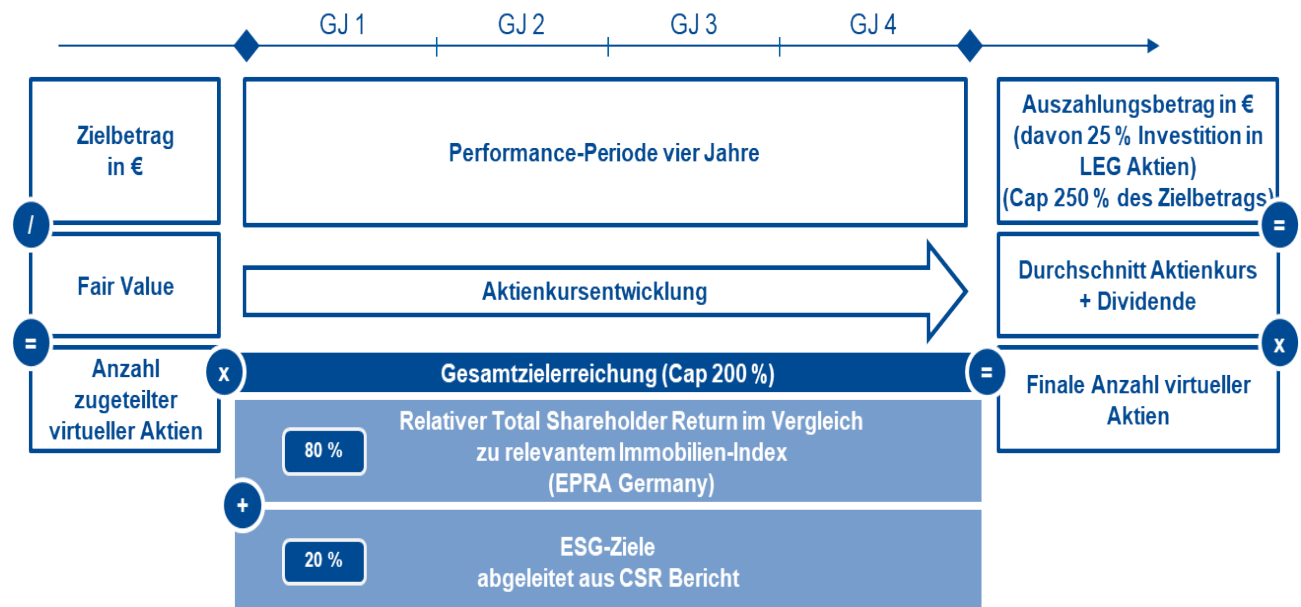 GJ 1
GJ 2
GJ 3
GJ 4
Zielbetrag
in €
Performance-Periode vier Jahre
Auszahlungsbetrag in €
(davon 25 % Investition in
LEG Aktien)
(Cap 250 % des Zielbetrags)
/
=
Fair Value
Aktienkursentwicklung
Durchschnitt Aktienkurs
+ Dividende
=
x
Anzahl
zugeteilter
virtueller Aktien
x
Gesamtzielerreichung (Cap 200 %)
=
Finale Anzahl virtueller
Aktien
80 %
Relativer Total Shareholder Return im Vergleich
zu relevantem Immobilien-Index
(EPRA Germany)
+
20 %
ESG-Ziele
abgeleitet aus CSR Bericht